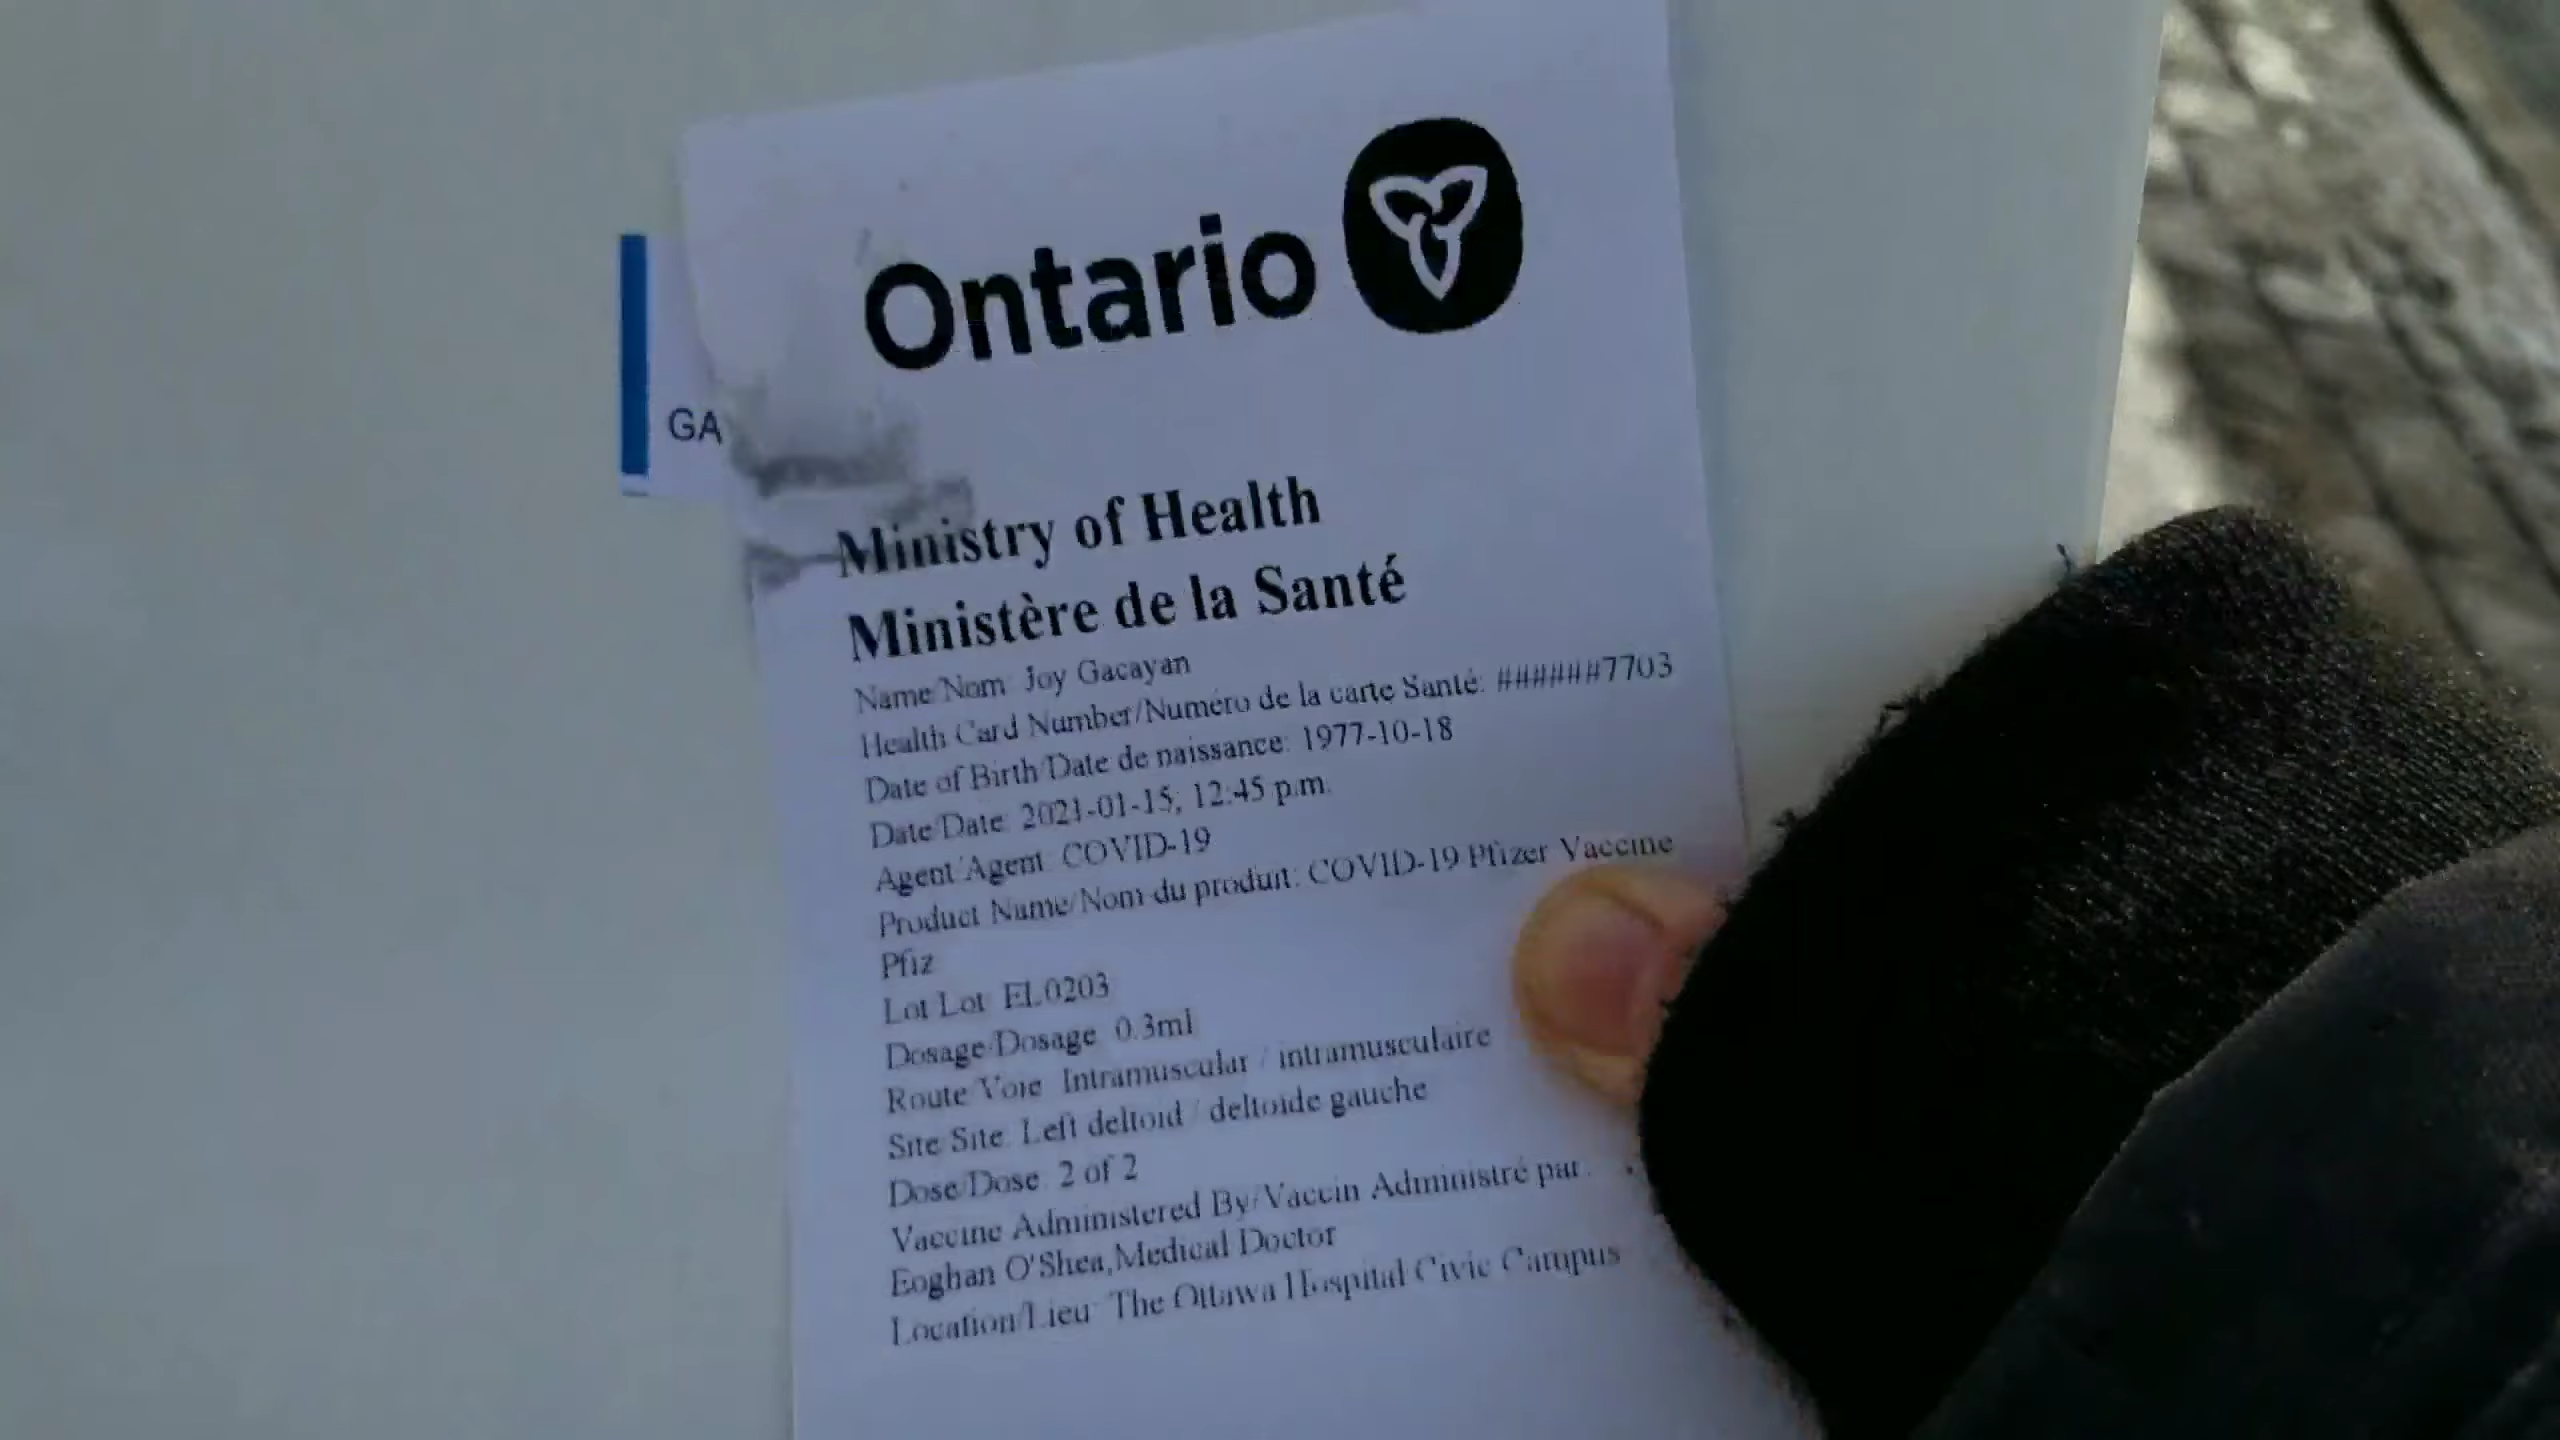 Ontario
GA
Ministry of Health
Ministère de la Santé
Name/Nom: Joy Gacayan
Health Card Number/Numéro de la carte Santé: ######7703
Date of Birth/Date de naissance: 1977-10-18
Date/Date: 2021-01-15, 12:45 p.m.
Agent/Agent: COVID-19
Product Name/Nom du produit: COVID-19 Pfizer Vaccine
Pfiz
Lot/Lot: EL0203
Dosage/Dosage: 0.3ml
Route/Voie: Intramuscular / intramusculaire
Site/Site: Left deltoid / deltoïde gauche
Dose/Dose: 2 of 2
Vaccine Administered By/Vaccin Administré par:
Eoghan O'Shea,Medical Doctor
Location/Lieu: The Ottawa Hospital Civic Campus